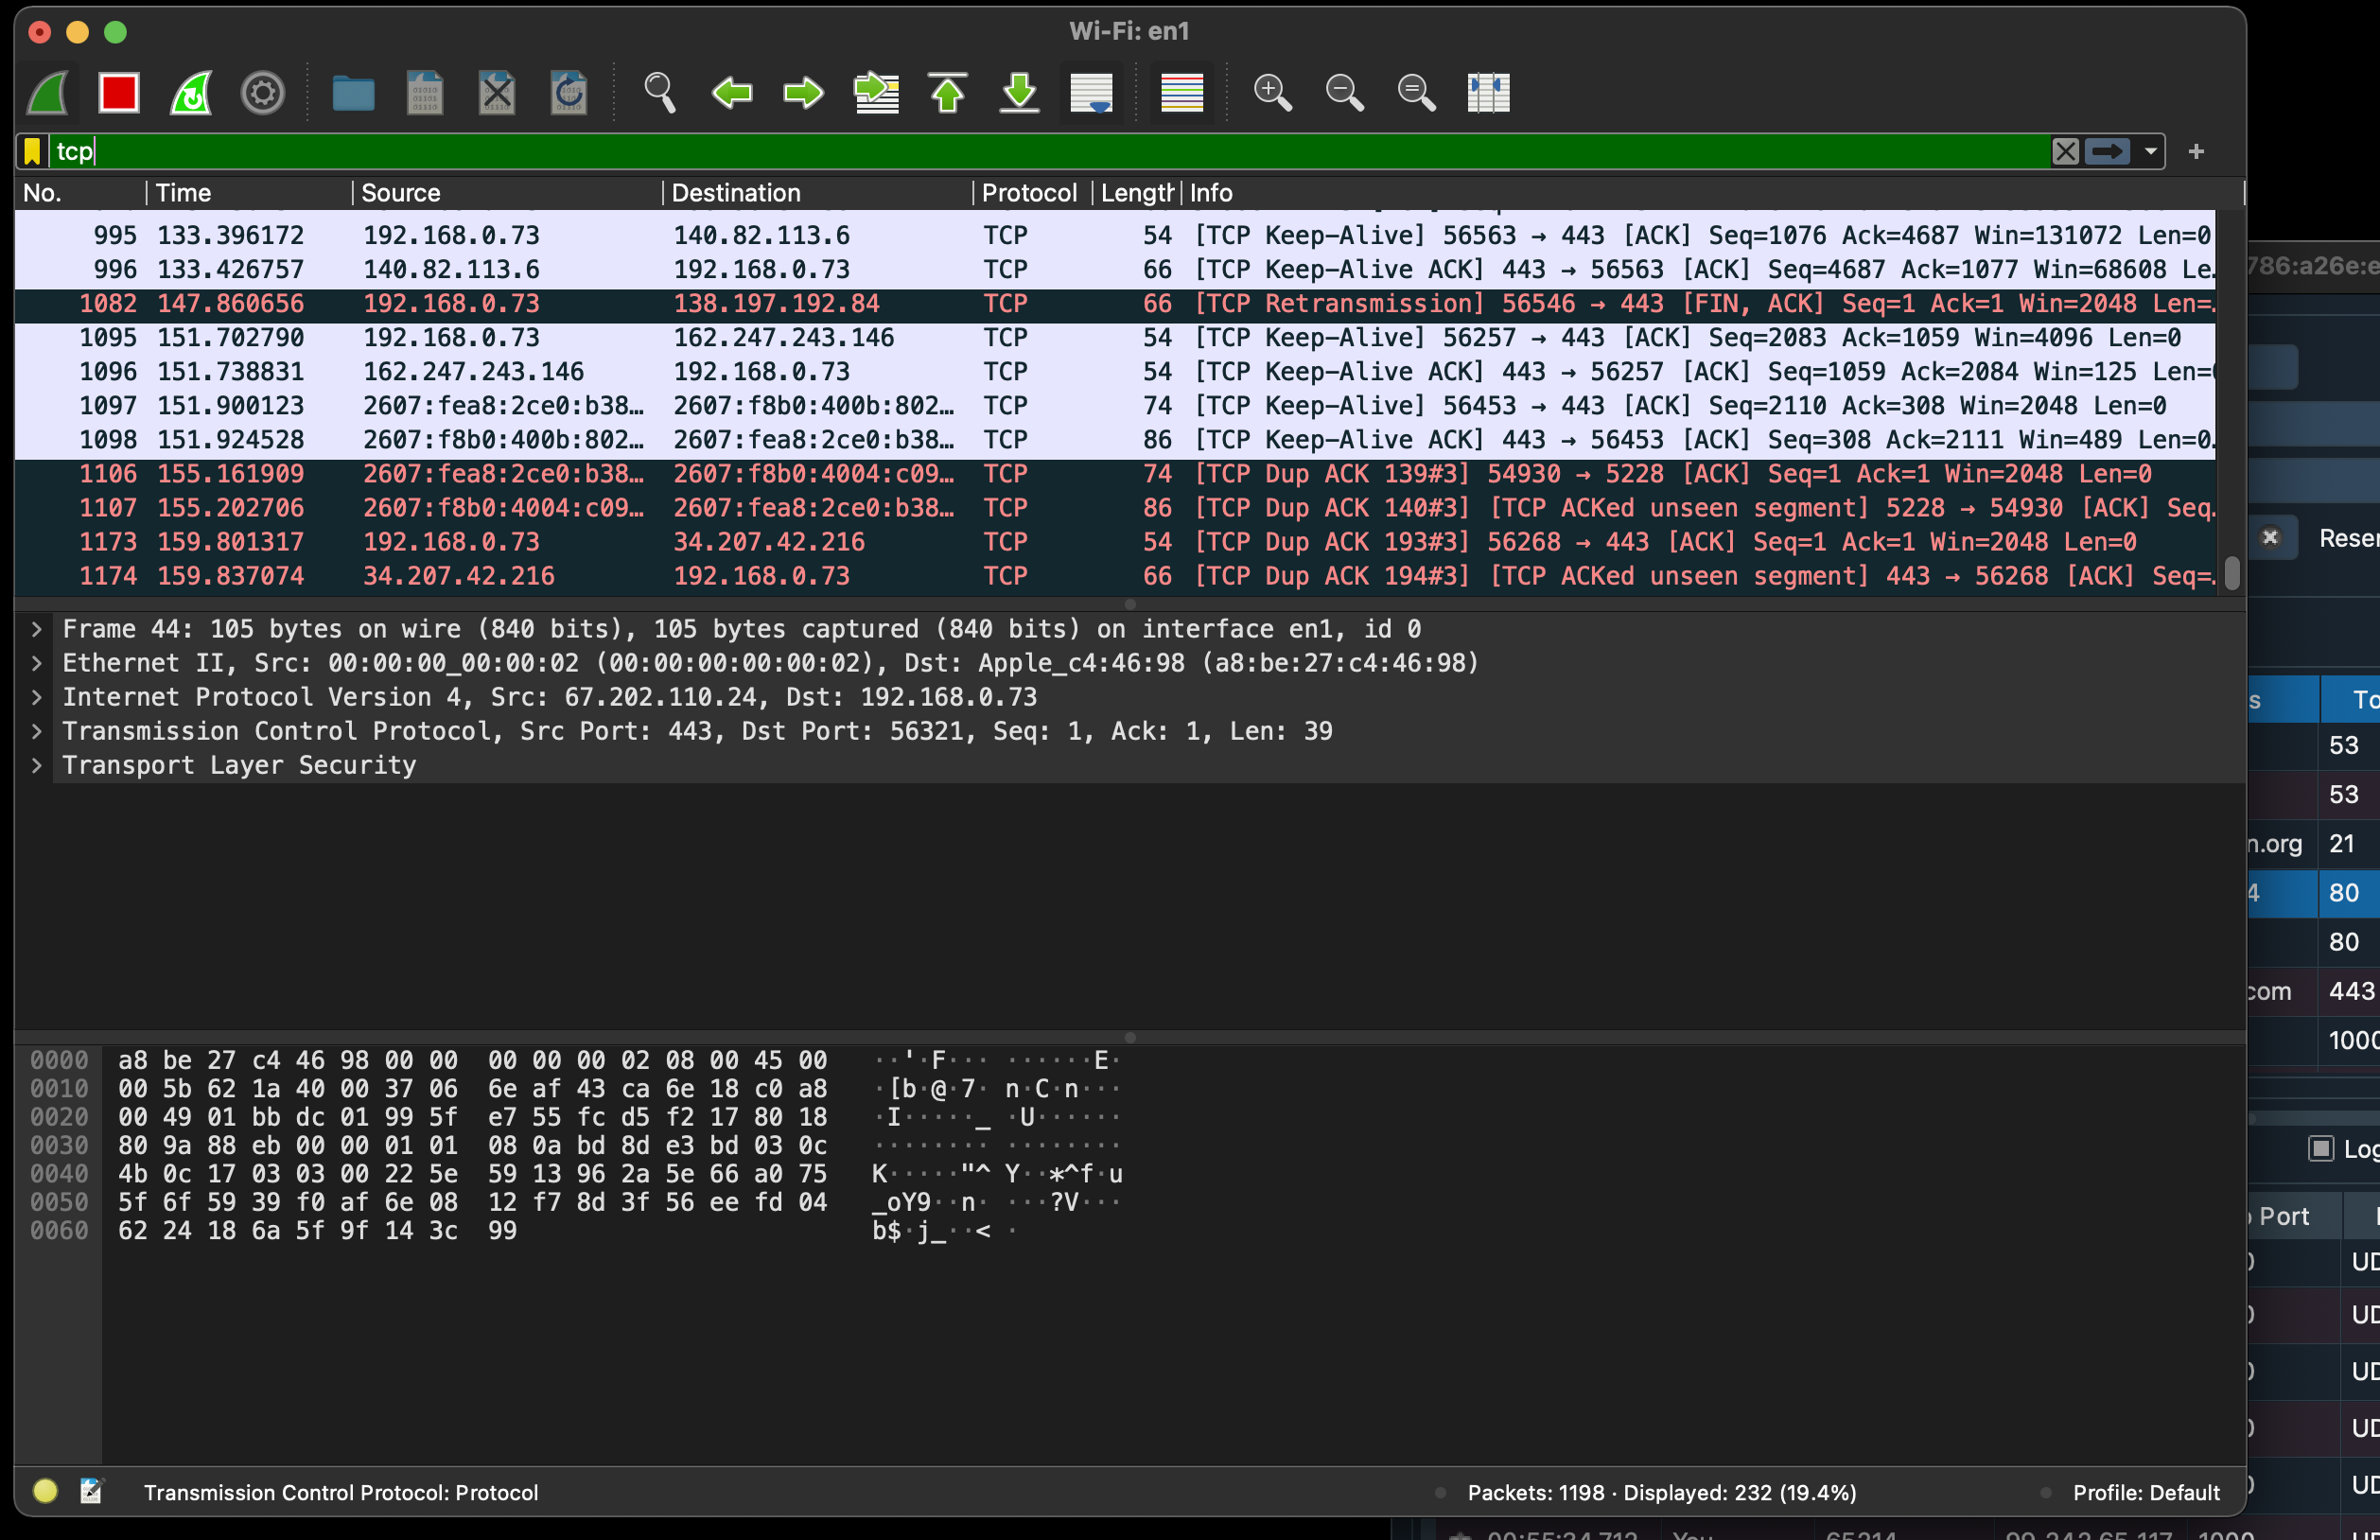 Wi-Fi: en1
tcp
No. Time Source Destination Protocol Length Info
995 133.396172 192.168.0.73 140.82.113.6 TCP 54 [TCP Keep-Alive] 56563 → 443 [ACK] Seq=1076 Ack=4687 Win=131072 Len=0
996 133.426757 140.82.113.6 192.168.0.73 TCP 66 [TCP Keep-Alive ACK] 443 → 56563 [ACK] Seq=4687 Ack=1077 Win=68608 Le…
1082 147.860656 192.168.0.73 138.197.192.84 TCP 66 [TCP Retransmission] 56546 → 443 [FIN, ACK] Seq=1 Ack=1 Win=2048 Len=…
1095 151.702790 192.168.0.73 162.247.243.146 TCP 54 [TCP Keep-Alive] 56257 → 443 [ACK] Seq=2083 Ack=1059 Win=4096 Len=0
1096 151.738831 162.247.243.146 192.168.0.73 TCP 54 [TCP Keep-Alive ACK] 443 → 56257 [ACK] Seq=1059 Ack=2084 Win=125 Len=0
1097 151.900123 2607:fea8:2ce0:b38… 2607:f8b0:400b:802… TCP 74 [TCP Keep-Alive] 56453 → 443 [ACK] Seq=2110 Ack=308 Win=2048 Len=0
1098 151.924528 2607:f8b0:400b:802… 2607:fea8:2ce0:b38… TCP 86 [TCP Keep-Alive ACK] 443 → 56453 [ACK] Seq=308 Ack=2111 Win=489 Len=0…
1106 155.161909 2607:fea8:2ce0:b38… 2607:f8b0:4004:c09… TCP 74 [TCP Dup ACK 139#3] 54930 → 5228 [ACK] Seq=1 Ack=1 Win=2048 Len=0
1107 155.202706 2607:f8b0:4004:c09… 2607:fea8:2ce0:b38… TCP 86 [TCP Dup ACK 140#3] [TCP ACKed unseen segment] 5228 → 54930 [ACK] Seq…
1173 159.801317 192.168.0.73 34.207.42.216 TCP 54 [TCP Dup ACK 193#3] 56268 → 443 [ACK] Seq=1 Ack=1 Win=2048 Len=0
1174 159.837074 34.207.42.216 192.168.0.73 TCP 66 [TCP Dup ACK 194#3] [TCP ACKed unseen segment] 443 → 56268 [ACK] Seq=…
Frame 44: 105 bytes on wire (840 bits), 105 bytes captured (840 bits) on interface en1, id 0
Ethernet II, Src: 00:00:00_00:00:02 (00:00:00:00:00:02), Dst: Apple_c4:46:98 (a8:be:27:c4:46:98)
Internet Protocol Version 4, Src: 67.202.110.24, Dst: 192.168.0.73
Transmission Control Protocol, Src Port: 443, Dst Port: 56321, Seq: 1, Ack: 1, Len: 39
Transport Layer Security
0000 a8 be 27 c4 46 98 00 00 00 00 00 02 08 00 45 00 ··'·F··· ······E·
0010 00 5b 62 1a 40 00 37 06 6e af 43 ca 6e 18 c0 a8 ·[b·@·7· n·C·n···
0020 00 49 01 bb dc 01 99 5f e7 55 fc d5 f2 17 80 18 ·I·····_ ·U······
0030 80 9a 88 eb 00 00 01 01 08 0a bd 8d e3 bd 03 0c ········ ········
0040 4b 0c 17 03 03 00 22 5e 59 13 96 2a 5e 66 a0 75 K·····"^ Y··*^f·u
0050 5f 6f 59 39 f0 af 6e 08 12 f7 8d 3f 56 ee fd 04 _oY9··n· ···?V···
0060 62 24 18 6a 5f 9f 14 3c 99 b$·j_··< ·
Transmission Control Protocol: Protocol
Packets: 1198 · Displayed: 232 (19.4%)
Profile: Default
786:a26e:e
Reser
s To
53
53
n.org 21
4 80
80
com 443
1000
Log
Port
UD
UD
UD
UD
UD
00:55:34.712 You 65214 99.242.65.117 1000